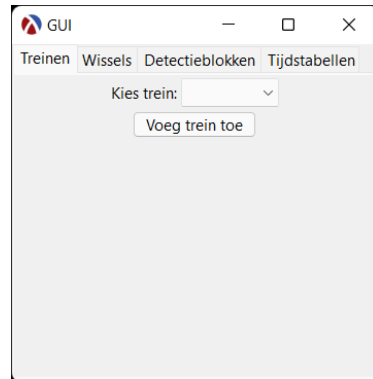 GUI
Treinen Wissels Detectieblokken Tijdstabellen
Kies trein:
Voeg trein toe